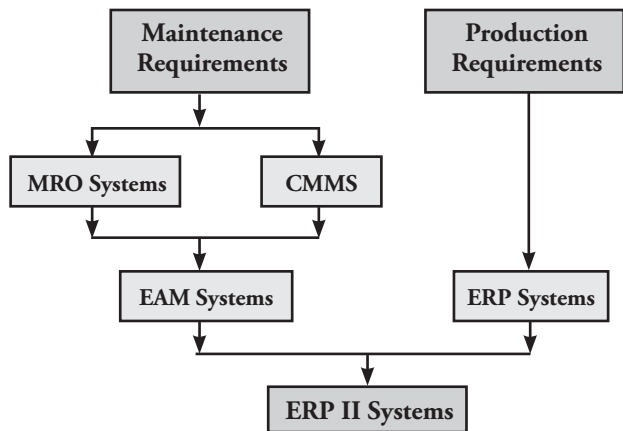 Maintenance
Requirements
Production
Requirements
MRO Systems
CMMS
EAM Systems
ERP Systems
ERP II Systems